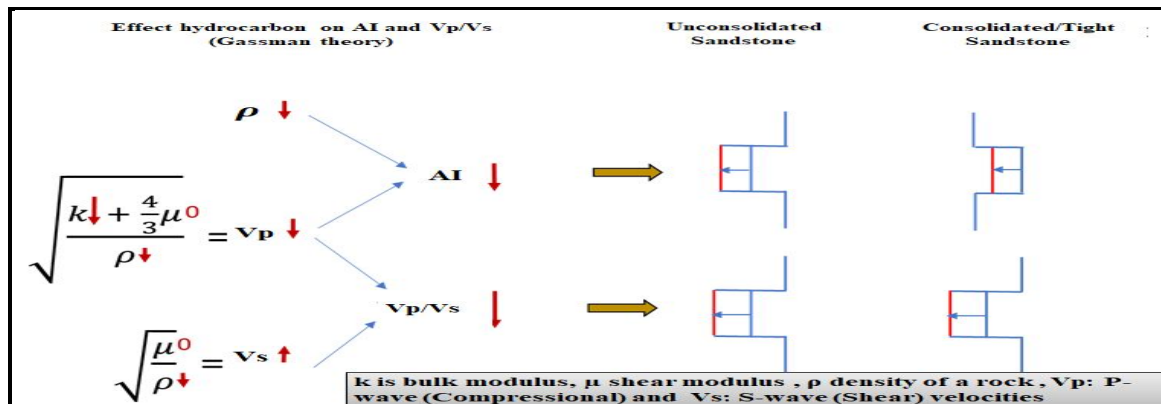 Effect hydrocarbon on AI and Vp/Vs
(Gassman theory)
Unconsolidated
Sandstone
Consolidated/Tight
Sandstone
ρ ↓
AI ↓
√((k↓ + 4/3 μ0)/ρ↓) = Vp ↓
Vp/Vs ↓
√(μ0/ρ↓) = Vs ↑
k is bulk modulus, μ shear modulus , ρ density of a rock , Vp: P-
wave (Compressional) and Vs: S-wave (Shear) velocities